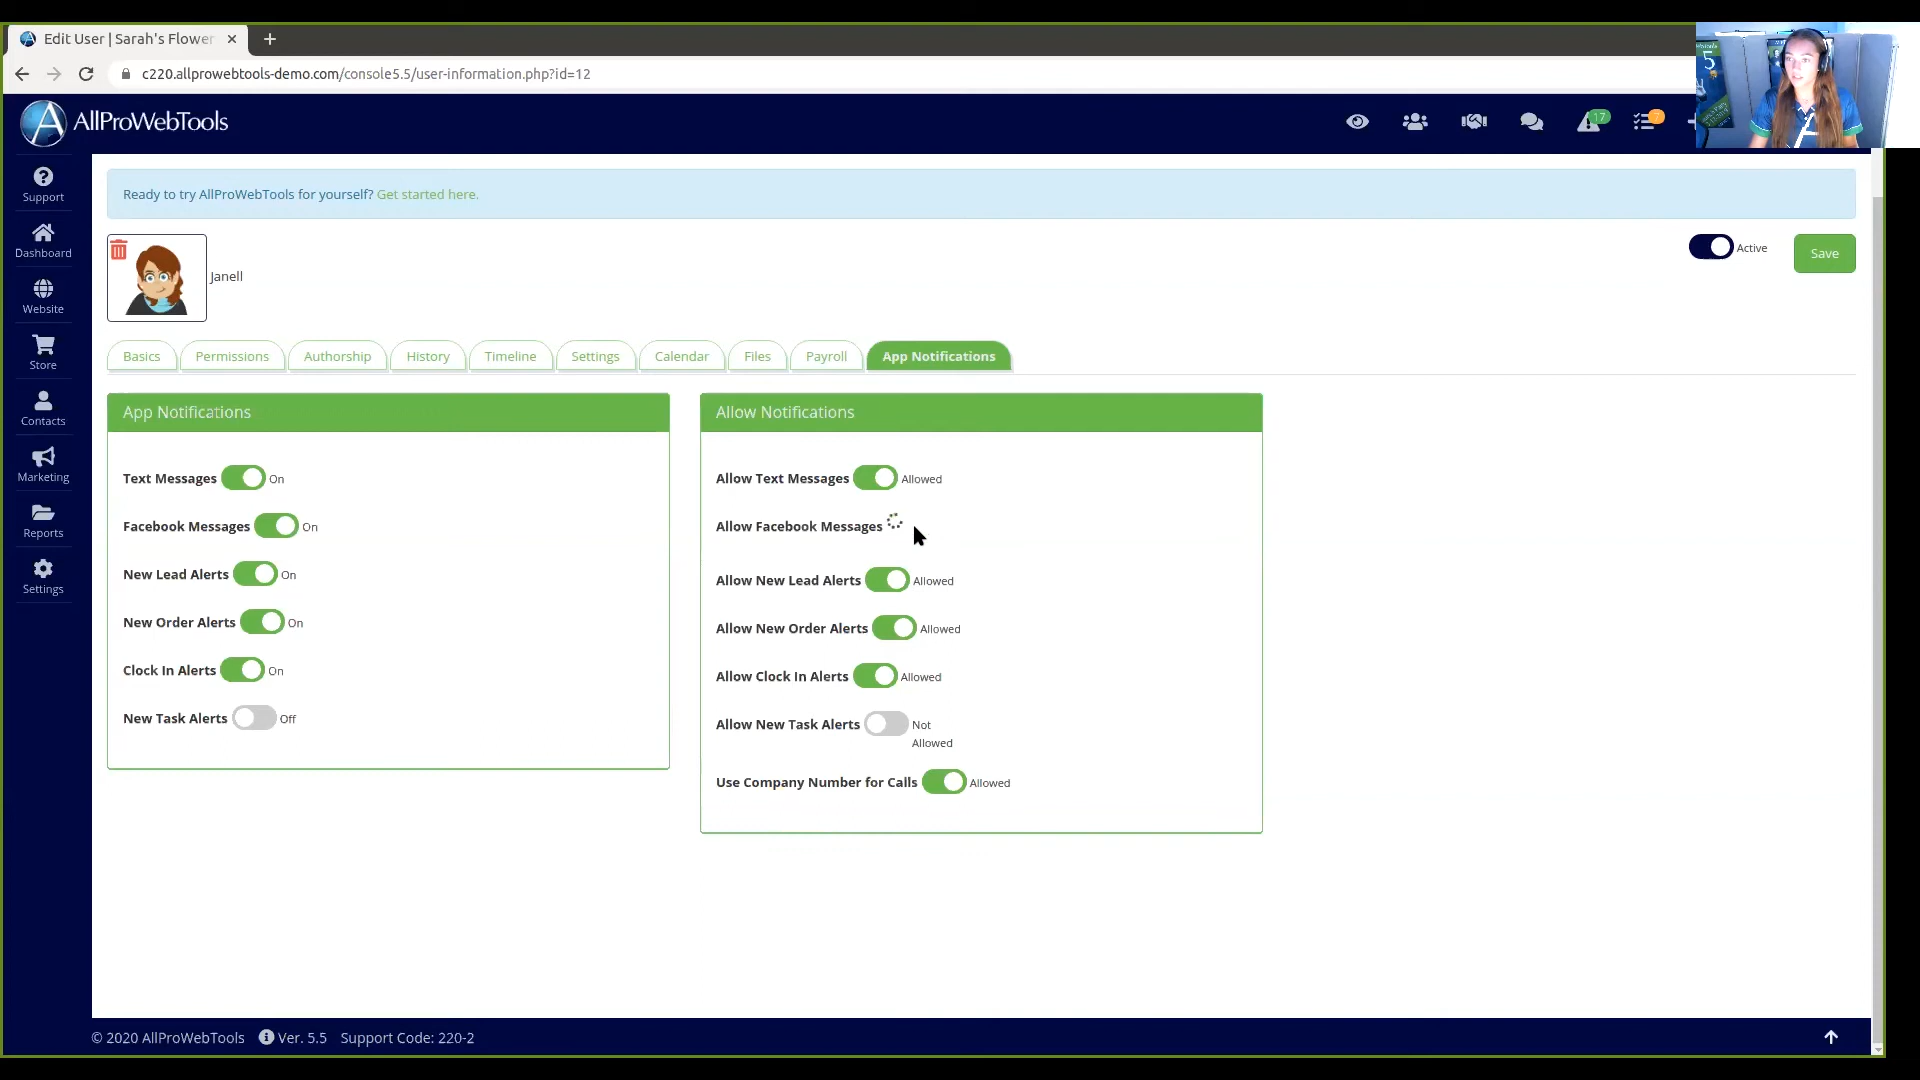 Edit User | Sarah's Flower
c220.allprowebtools-demo.com/console5.5/user-information.php?id=12
AllProWebTools
17
7
5
Support
Dashboard
Website
Store
Contacts
Marketing
Reports
Settings
Ready to try AllProWebTools for yourself? Get started here.
Janell
Active
Save
Basics
Permissions
Authorship
History
Timeline
Settings
Calendar
Files
Payroll
App Notifications
App Notifications
Text Messages On
Facebook Messages On
New Lead Alerts On
New Order Alerts On
Clock In Alerts On
New Task Alerts Off
Allow Notifications
Allow Text Messages Allowed
Allow Facebook Messages
Allow New Lead Alerts Allowed
Allow New Order Alerts Allowed
Allow Clock In Alerts Allowed
Allow New Task Alerts Not
Allowed
Use Company Number for Calls Allowed
© 2020 AllProWebTools Ver. 5.5 Support Code: 220-2